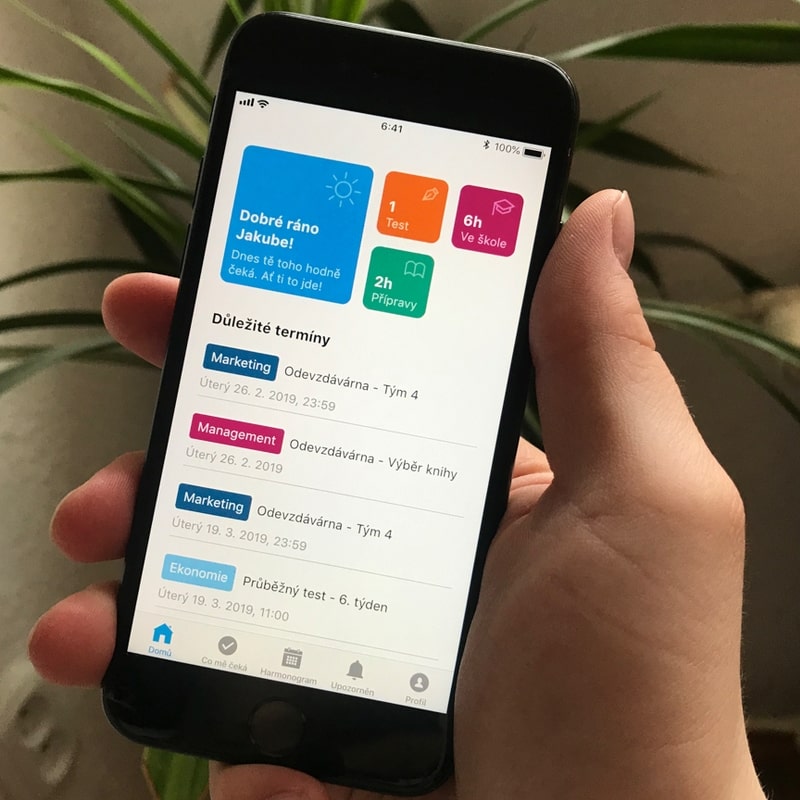 6:41
100%
Dobré ráno
Jakube!
Dnes tě toho hodně
čeká. Ať ti to jde!
1
Test
6h
Ve škole
2h
Přípravy
Důležité termíny
Marketing Odevzdávárna - Tým 4
Úterý 26. 2. 2019, 23:59
Management Odevzdávárna - Výběr knihy
Úterý 26. 2. 2019
Marketing Odevzdávárna - Tým 4
Úterý 19. 3. 2019, 23:59
Ekonomie Průběžný test - 6. týden
Úterý 19. 3. 2019, 11:00
Domů Co mě čeká Harmonogram Upozorněn Profil